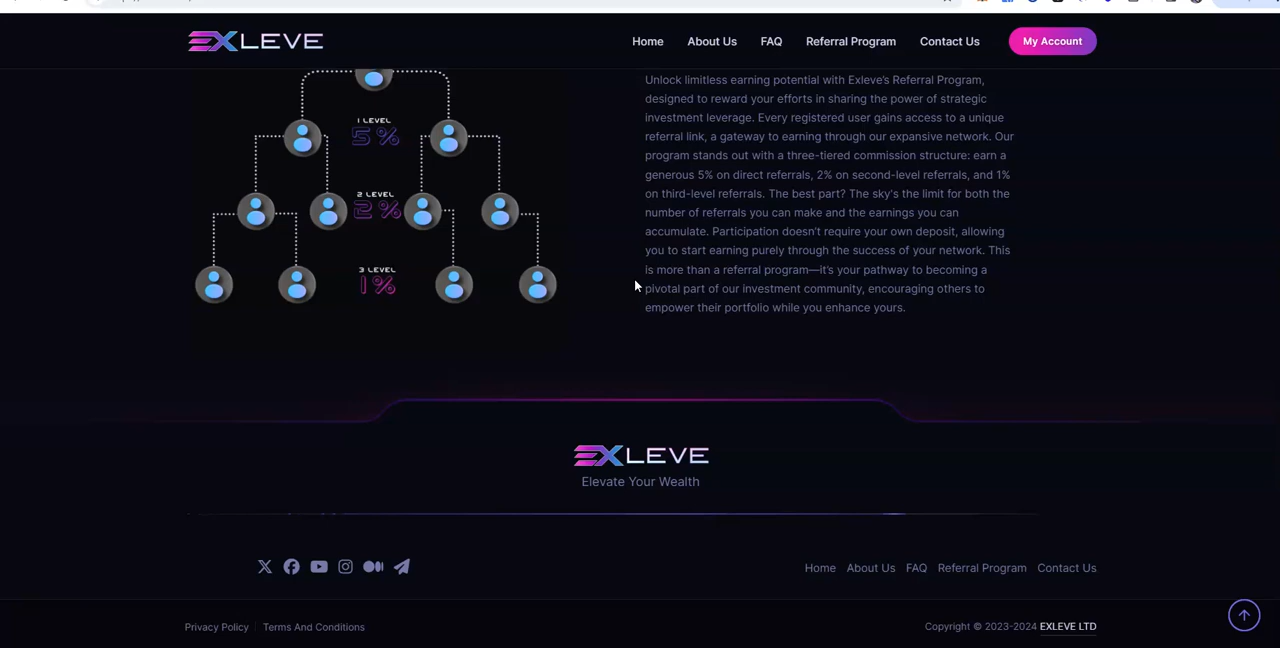 EXLEVE
Home
About Us
FAQ
Referral Program
Contact Us
My Account
1 LEVEL
5%
2 LEVEL
2%
3 LEVEL
1%
Unlock limitless earning potential with Exleve's Referral Program,
designed to reward your efforts in sharing the power of strategic
investment leverage. Every registered user gains access to a unique
referral link, a gateway to earning through our expansive network. Our
program stands out with a three-tiered commission structure: earn a
generous 5% on direct referrals, 2% on second-level referrals, and 1%
on third-level referrals. The best part? The sky's the limit for both the
number of referrals you can make and the earnings you can
accumulate. Participation doesn't require your own deposit, allowing
you to start earning purely through the success of your network. This
is more than a referral program—it's your pathway to becoming a
pivotal part of our investment community, encouraging others to
empower their portfolio while you enhance yours.
EXLEVE
Elevate Your Wealth
Home
About Us
FAQ
Referral Program
Contact Us
Privacy Policy
Terms And Conditions
Copyright © 2023-2024 EXLEVE LTD